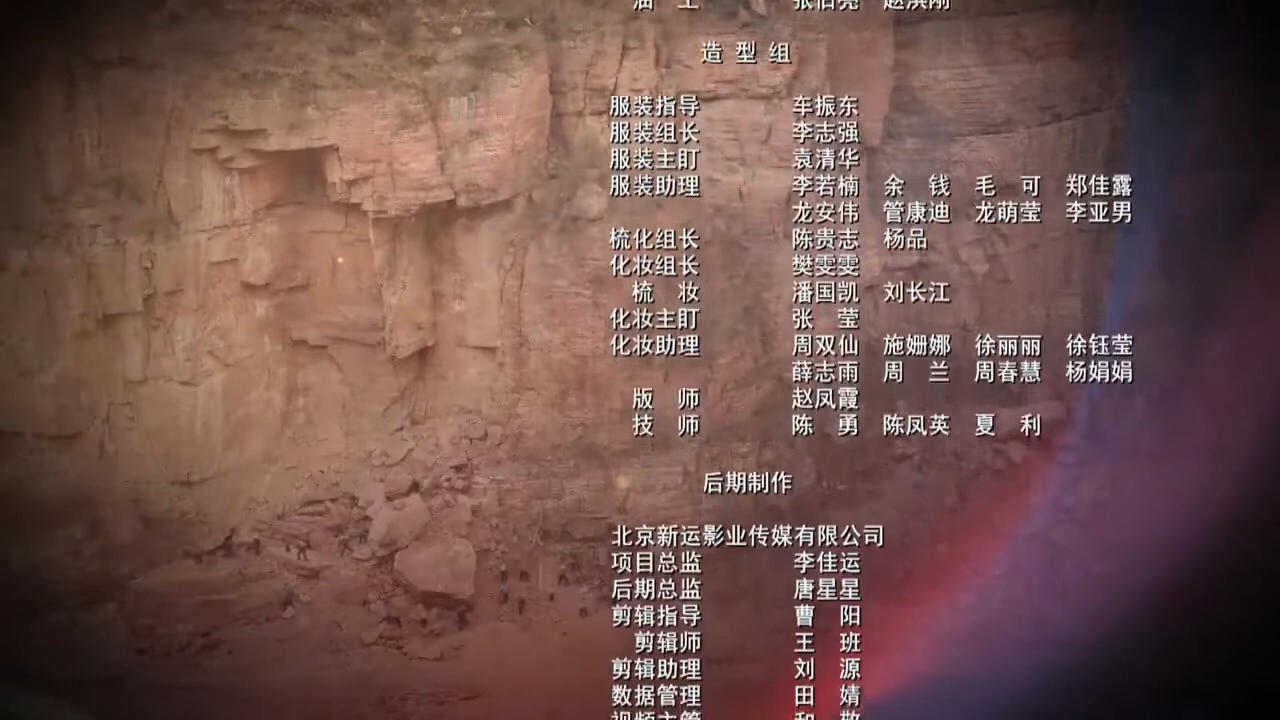 造 型 组
服装指导 车振东
服装组长 李志强
服装主盯 袁清华
服装助理 李若楠 余 钱 毛 可 郑佳露
龙安伟 管康迪 龙萌莹 李亚男
梳化组长 陈贵志 杨品
化妆组长 樊雯雯
梳 妆 潘国凯 刘长江
化妆主盯 张 莹
化妆助理 周双仙 施姗娜 徐丽丽 徐钰莹
薛志雨 周 兰 周春慧 杨娟娟
版 师 赵凤霞
技 师 陈 勇 陈凤英 夏 利
后期制作
北京新运影业传媒有限公司
项目总监 李佳运
后期总监 唐星星
剪辑指导 曹 阳
剪辑师 王 班
剪辑助理 刘 源
数据管理 田 婧